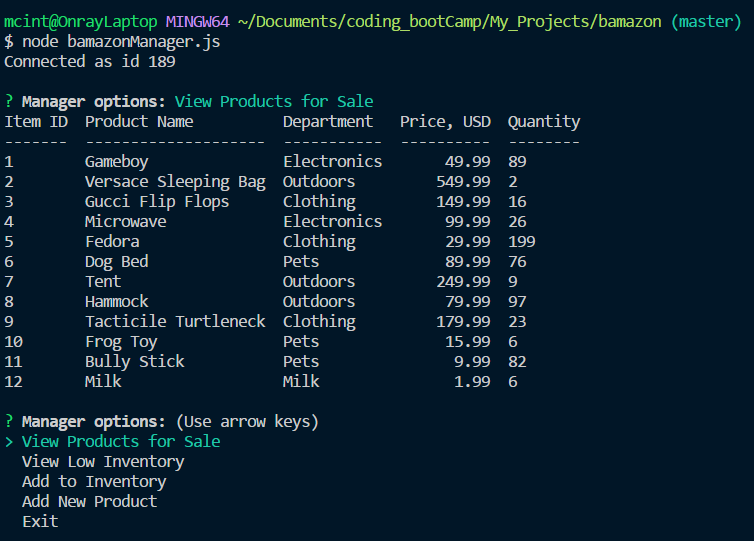 mcint@OnrayLaptop MINGW64 ~/Documents/coding_bootCamp/My_Projects/bamazon (master)
$ node bamazonManager.js
Connected as id 189
? Manager options: View Products for Sale
Item ID  Product Name          Department   Price, USD  Quantity
-------  --------------------  -----------  ----------  --------
1        Gameboy               Electronics       49.99  89
2        Versace Sleeping Bag  Outdoors         549.99  2
3        Gucci Flip Flops      Clothing         149.99  16
4        Microwave             Electronics       99.99  26
5        Fedora                Clothing          29.99  199
6        Dog Bed               Pets              89.99  76
7        Tent                  Outdoors         249.99  9
8        Hammock               Outdoors          79.99  97
9        Tacticile Turtleneck  Clothing         179.99  23
10       Frog Toy              Pets              15.99  6
11       Bully Stick           Pets               9.99  82
12       Milk                  Milk               1.99  6
? Manager options: (Use arrow keys)
> View Products for Sale
  View Low Inventory
  Add to Inventory
  Add New Product
  Exit